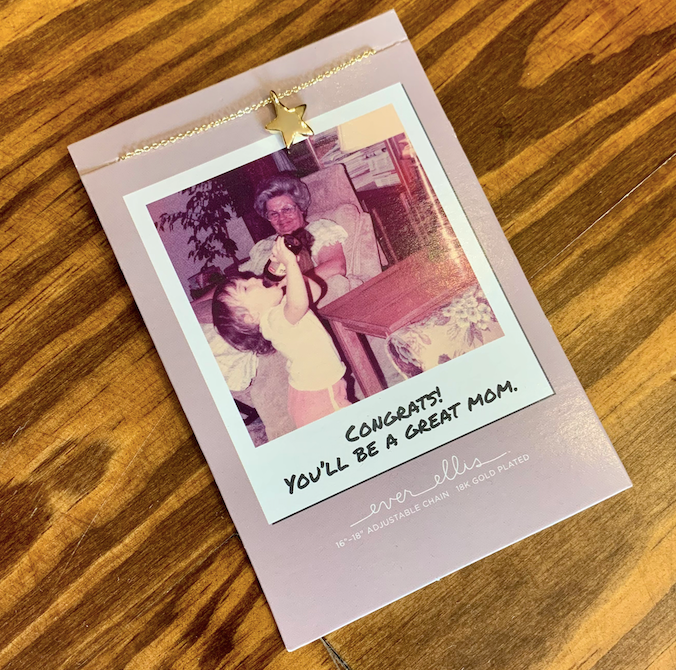 CONGRATS!
YOU'LL BE A GREAT MOM.
ever ellis
16"-18" ADJUSTABLE CHAIN 18K GOLD PLATED